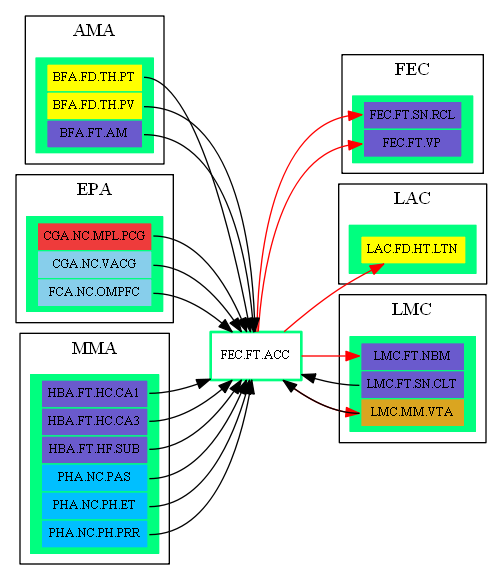 AMA
BFA.FD.TH.PT
BFA.FD.TH.PV
BFA.FT.AM
EPA
CGA.NC.MPL.PCG
CGA.NC.VACG
FCA.NC.OMPFC
MMA
HBA.FT.HC.CA1
HBA.FT.HC.CA3
HBA.FT.HF.SUB
PHA.NC.PAS
PHA.NC.PH.ET
PHA.NC.PH.PRR
FEC.FT.ACC
FEC
FEC.FT.SN.RCL
FEC.FT.VP
LAC
LAC.FD.HT.LTN
LMC
LMC.FT.NBM
LMC.FT.SN.CLT
LMC.MM.VTA